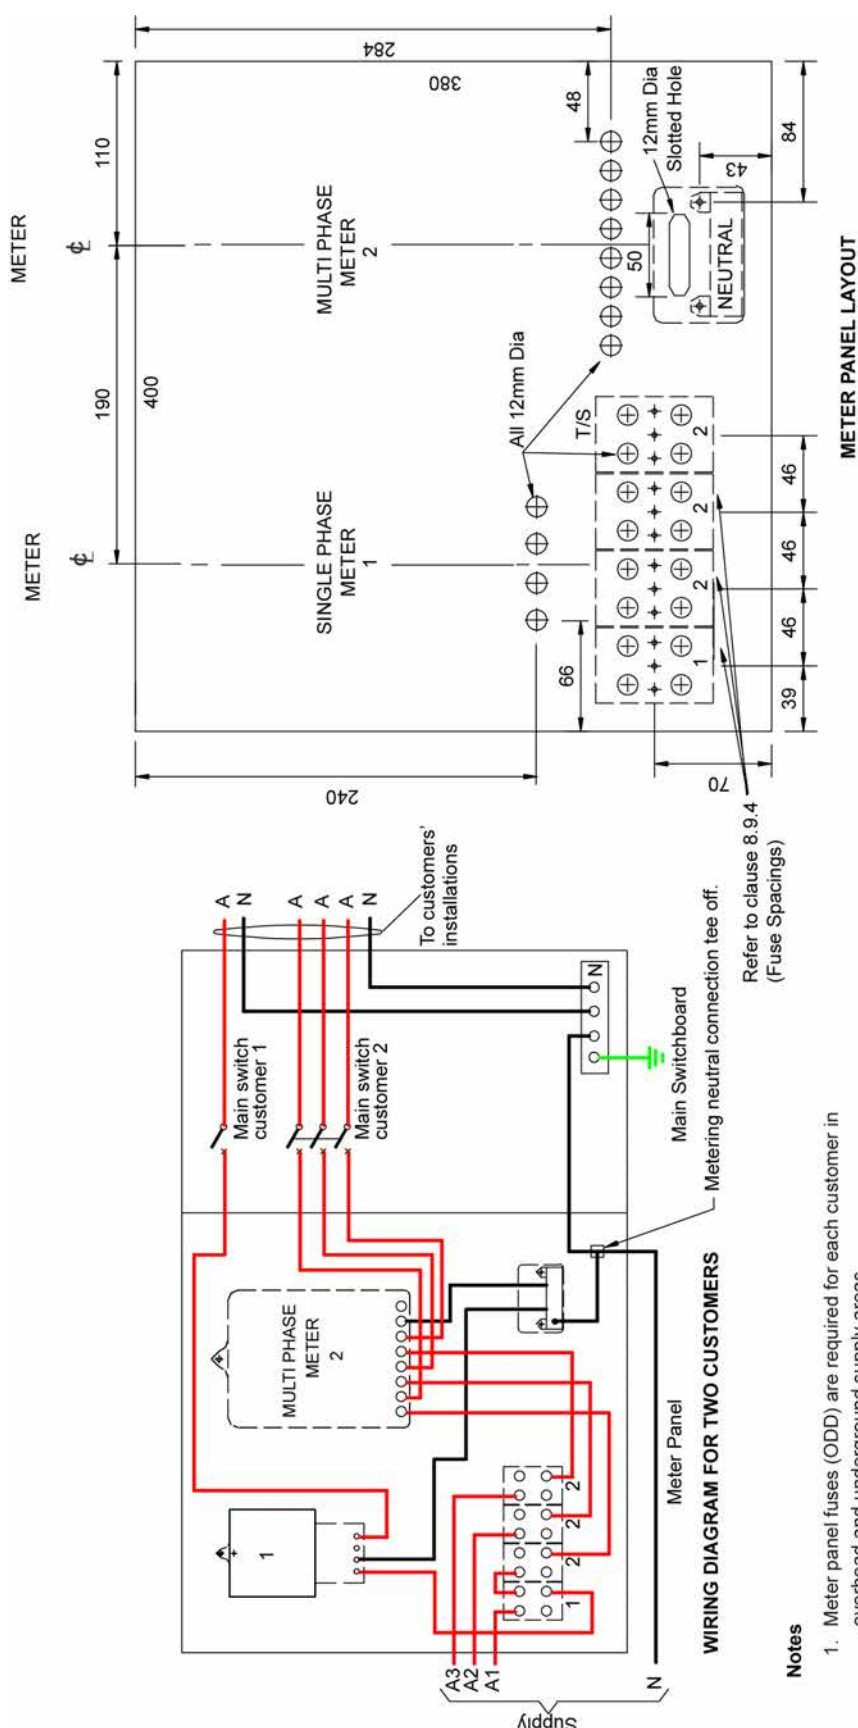 METER
METER
190
110
400
380
284
SINGLE PHASE
METER
1
MULTI PHASE
METER
2
All 12mm Dia
48
66
240
T/S
1
2
2
2
50
12mm Dia
Slotted Hole
NEUTRAL
43
84
70
39
46
46
46
Refer to clause 8.9.4
(Fuse Spacings)
METER PANEL LAYOUT
1
MULTI PHASE
METER
2
Main switch
customer 1
Main switch
customer 2
A
N
A
A
A
N
To customers'
installations
A3
A2
A1
N
Supply
1
2
2
2
N
Meter Panel
Main Switchboard
Metering neutral connection tee off.
WIRING DIAGRAM FOR TWO CUSTOMERS
Notes
1. Meter panel fuses (ODD) are required for each customer in
overhead and underground supply areas